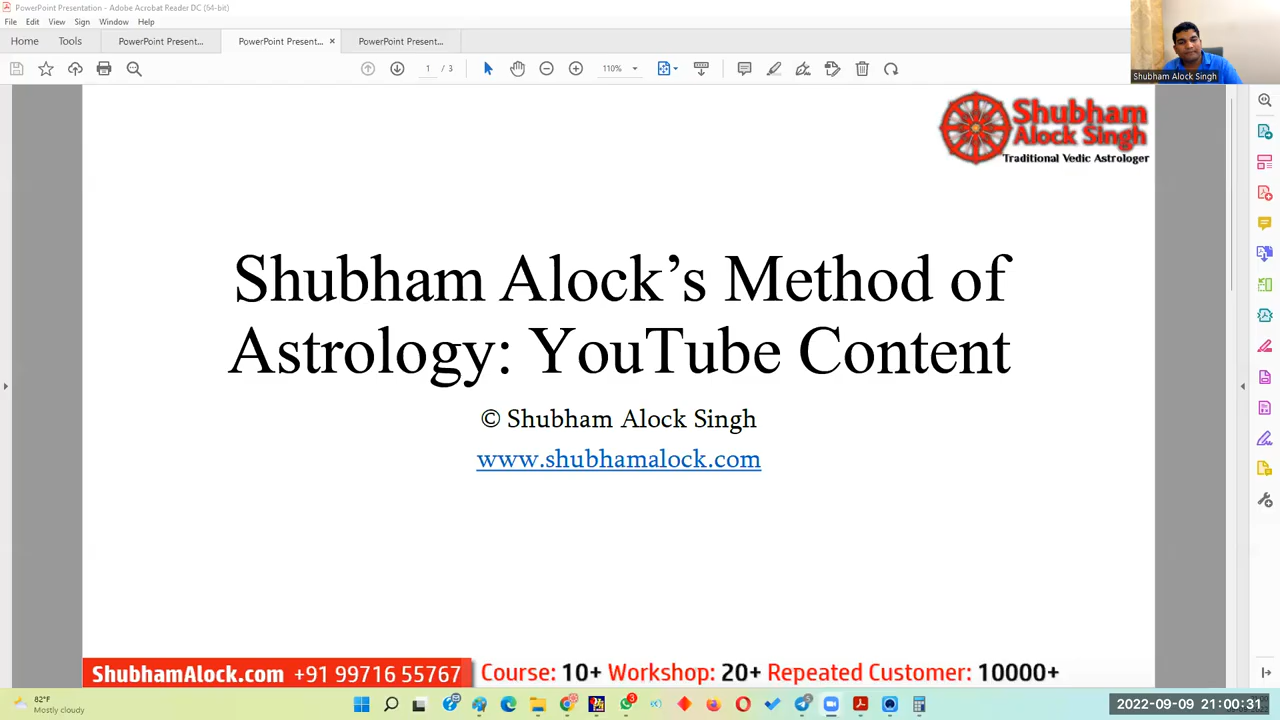 PowerPoint Presentation - Adobe Acrobat Reader DC (64-bit)
File Edit View Sign Window Help
Home Tools PowerPoint Present... PowerPoint Present... × PowerPoint Present...
1 / 3 110%
Shubham Alock Singh
Shubham
Alock Singh
Traditional Vedic Astrologer
Shubham Alock’s Method of
Astrology: YouTube Content
© Shubham Alock Singh
www.shubhamalock.com
ShubhamAlock.com +91 99716 55767 Course: 10+ Workshop: 20+ Repeated Customer: 10000+
82°F
Mostly cloudy
3
2022-09-09 21:00:31